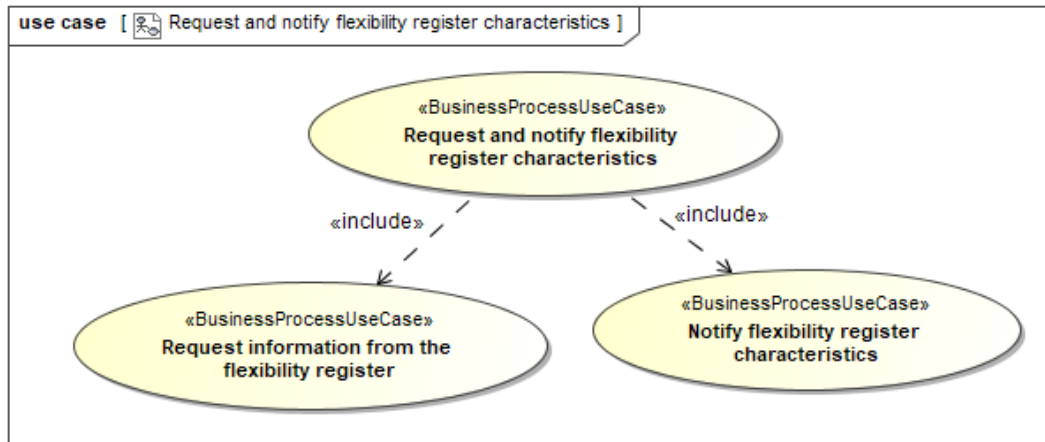 use case [ Request and notify flexibility register characteristics ]
«BusinessProcessUseCase»
Request and notify flexibility
register characteristics
«include»
«include»
«BusinessProcessUseCase»
Request information from the
flexibility register
«BusinessProcessUseCase»
Notify flexibility register
characteristics